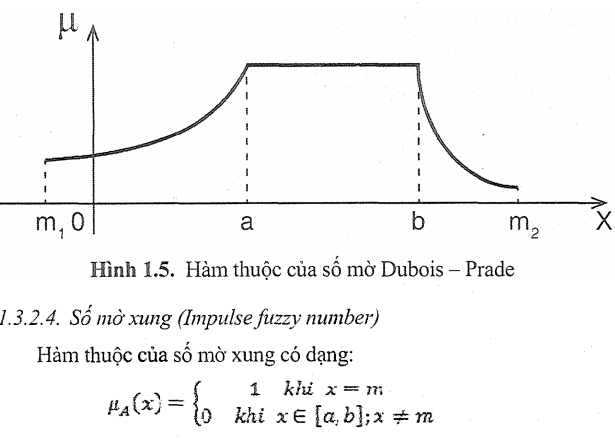 μ
m₁ 0 a b m₂ X
Hình 1.5. Hàm thuộc của số mờ Dubois – Prade
1.3.2.4. Số mờ xung (Impulse fuzzy number)
Hàm thuộc của số mờ xung có dạng:
μ_A(x) = { 1 khi x = m
0 khi x ∈ [a, b]; x ≠ m